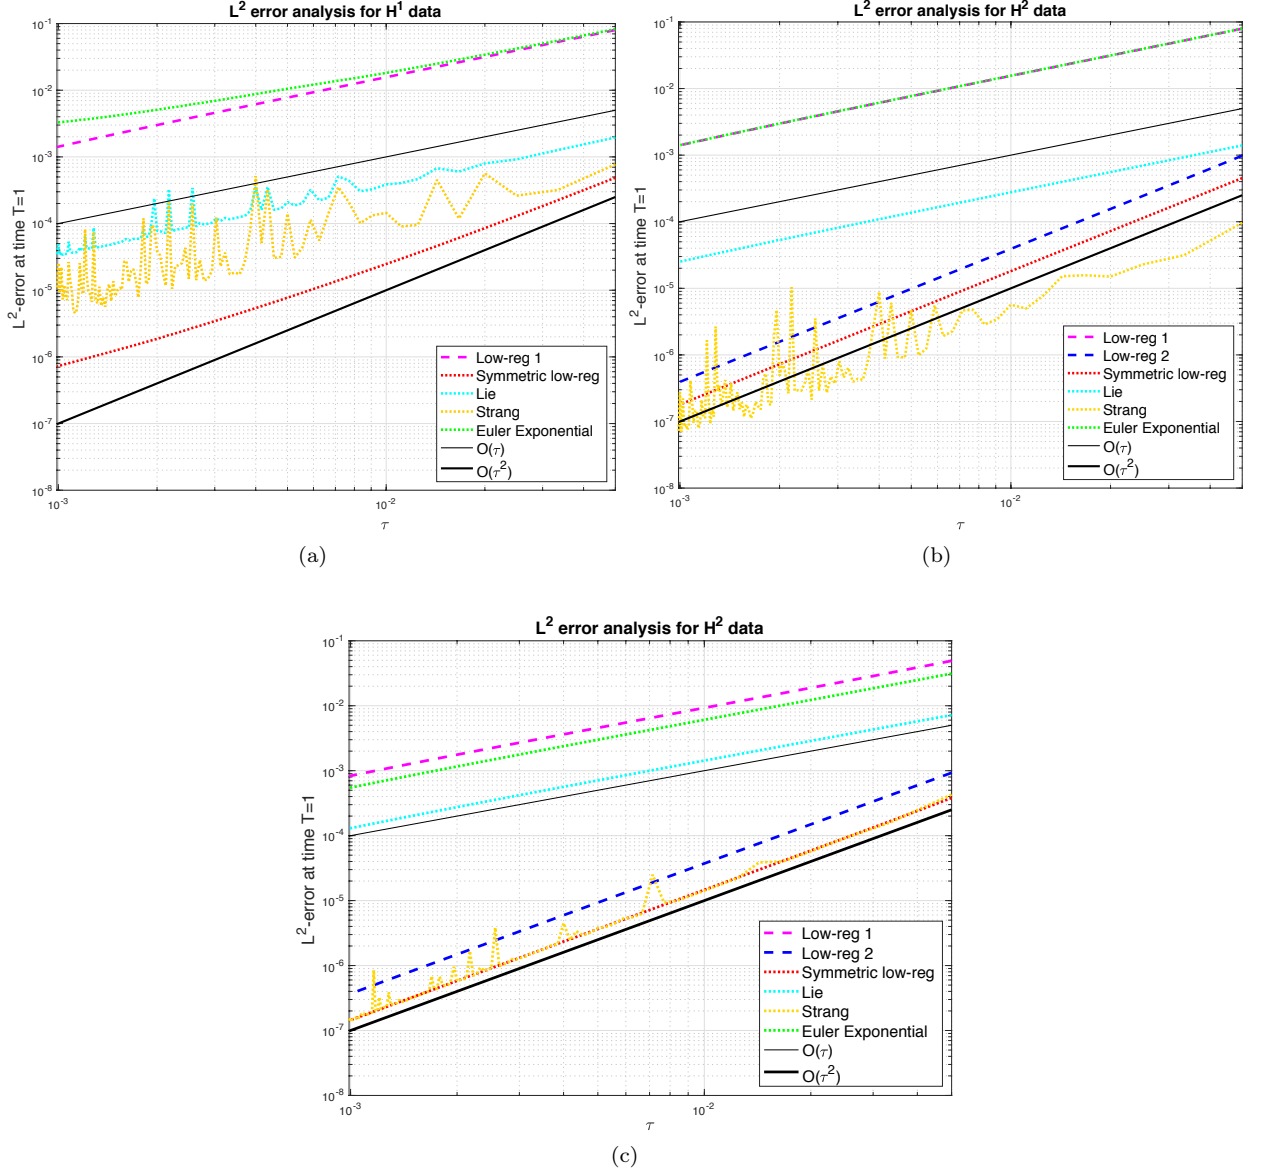 L² error analysis for H¹ data
10⁻¹
10⁻²
10⁻³
10⁻⁴
10⁻⁵
10⁻⁶
10⁻⁷
10⁻⁸
L²-error at time T=1
Low-reg 1
Symmetric low-reg
Lie
Strang
Euler Exponential
O(τ)
O(τ²)
10⁻³ 10⁻²
τ
(a)
L² error analysis for H² data
10⁻¹
10⁻²
10⁻³
10⁻⁴
10⁻⁵
10⁻⁶
10⁻⁷
10⁻⁸
L²-error at time T=1
Low-reg 1
Low-reg 2
Symmetric low-reg
Lie
Strang
Euler Exponential
O(τ)
O(τ²)
10⁻³ 10⁻²
τ
(b)
L² error analysis for H² data
10⁻¹
10⁻²
10⁻³
10⁻⁴
10⁻⁵
10⁻⁶
10⁻⁷
10⁻⁸
L²-error at time T=1
Low-reg 1
Low-reg 2
Symmetric low-reg
Lie
Strang
Euler Exponential
O(τ)
O(τ²)
10⁻³ 10⁻²
τ
(c)